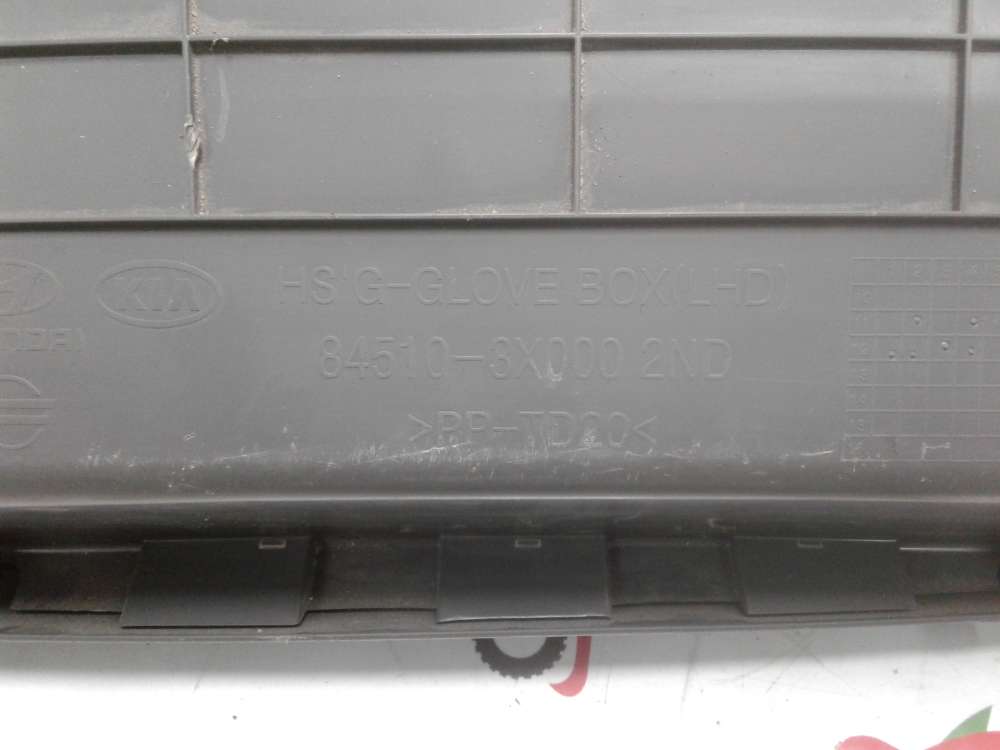 KIA HS'G-GLOVE BOX(LHD)
84510-3X000 2ND
>PP-TD20<